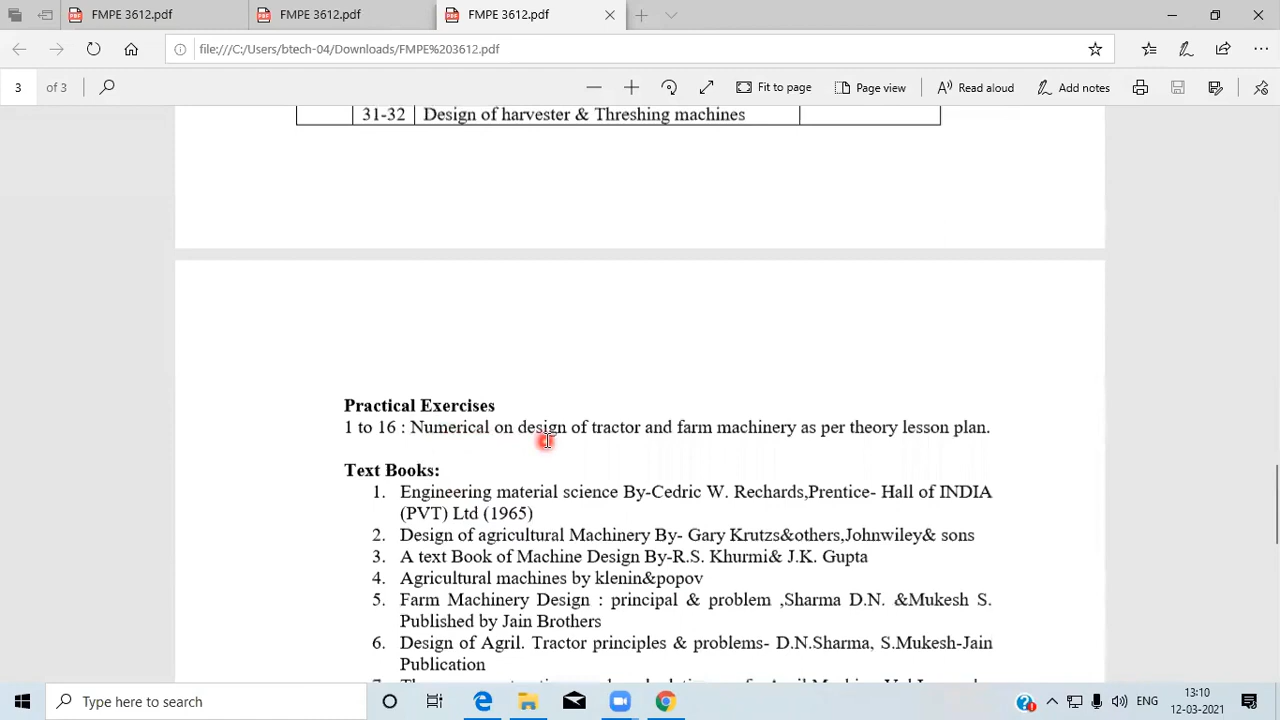 FMPE 3612.pdf
FMPE 3612.pdf
FMPE 3612.pdf
file:///C:/Users/btech-04/Downloads/FMPE%203612.pdf
3 of 3
Fit to page
Page view
Read aloud
Add notes
31-32 Design of harvester & Threshing machines
Practical Exercises
1 to 16 : Numerical on design of tractor and farm machinery as per theory lesson plan.
Text Books:
1. Engineering material science By-Cedric W. Rechards,Prentice- Hall of INDIA
(PVT) Ltd (1965)
2. Design of agricultural Machinery By- Gary Krutzs&others,Johnwiley& sons
3. A text Book of Machine Design By-R.S. Khurmi& J.K. Gupta
4. Agricultural machines by klenin&popov
5. Farm Machinery Design : principal & problem ,Sharma D.N. &Mukesh S.
Published by Jain Brothers
6. Design of Agril. Tractor principles & problems- D.N.Sharma, S.Mukesh-Jain
Publication
Type here to search
ENG
13:10
12-03-2021